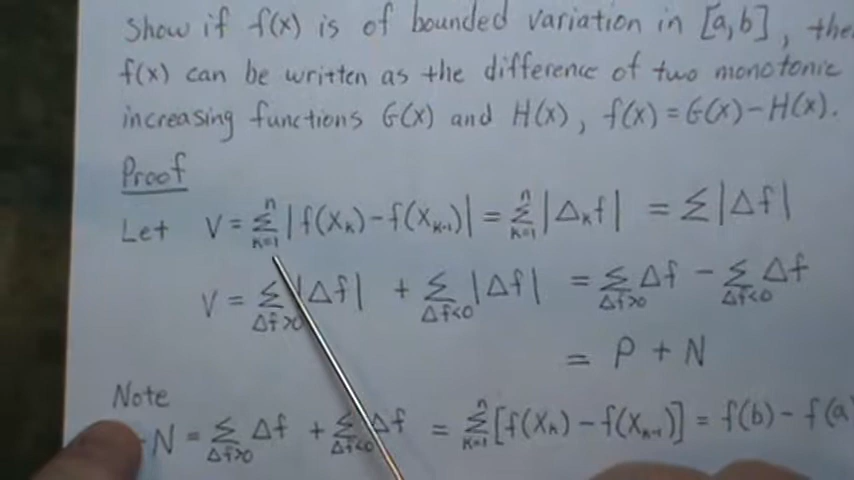 Show if f(x) is of bounded variation in [a,b],
f(x) can be written as the difference of two monotonic
increasing functions G(x) and H(x), f(x) = G(x) - H(x).
Proof
Let V = Σ_{k=1}^{n} |f(x_k) - f(x_{k-1})| = Σ_{k=1}^{n} |Δ_k f| = Σ |Δf|
V = Σ_{Δf>0} |Δf| + Σ_{Δf<0} |Δf| = Σ_{Δf>0} Δf - Σ_{Δf<0} Δf
= P + N
Note
- N = Σ_{Δf>0} Δf + Σ_{Δf<0} Δf = Σ_{k=1}^{n} [f(x_k) - f(x_{k-1})] = f(b) - f(a)